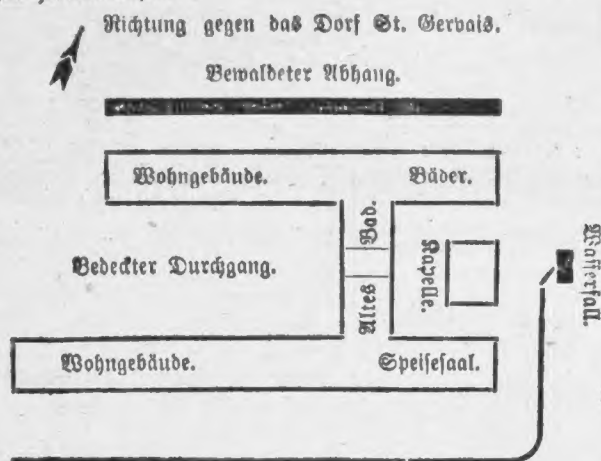 Richtung gegen das Dorf St. Gervais.
Bewaldeter Abhang.
Wohngebäude. Bäder.
Altes Bad.
Bedeckter Durchgang.
Kapelle.
Wasserfall.
Wohngebäude. Speisesaal.